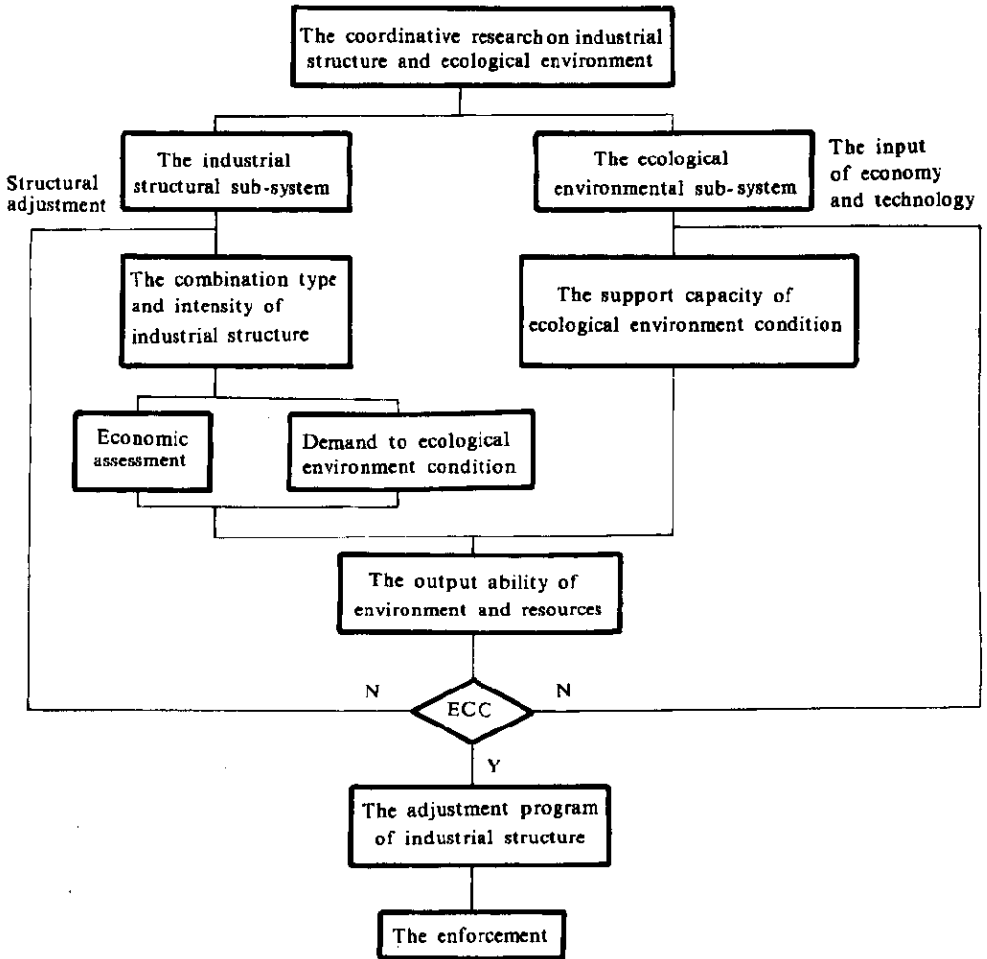 The coordinative research on industrial
structure and ecological environment
The industrial
structural sub-system
The ecological
environmental sub-system
The input
of economy
and technology
Structural
adjustment
The combination type
and intensity of
industrial structure
The support capacity of
ecological environment condition
Economic
assessment
Demand to ecological
environment condition
The output ability of
environment and resources
N
ECC
N
Y
The adjustment program
of industrial structure
The enforcement